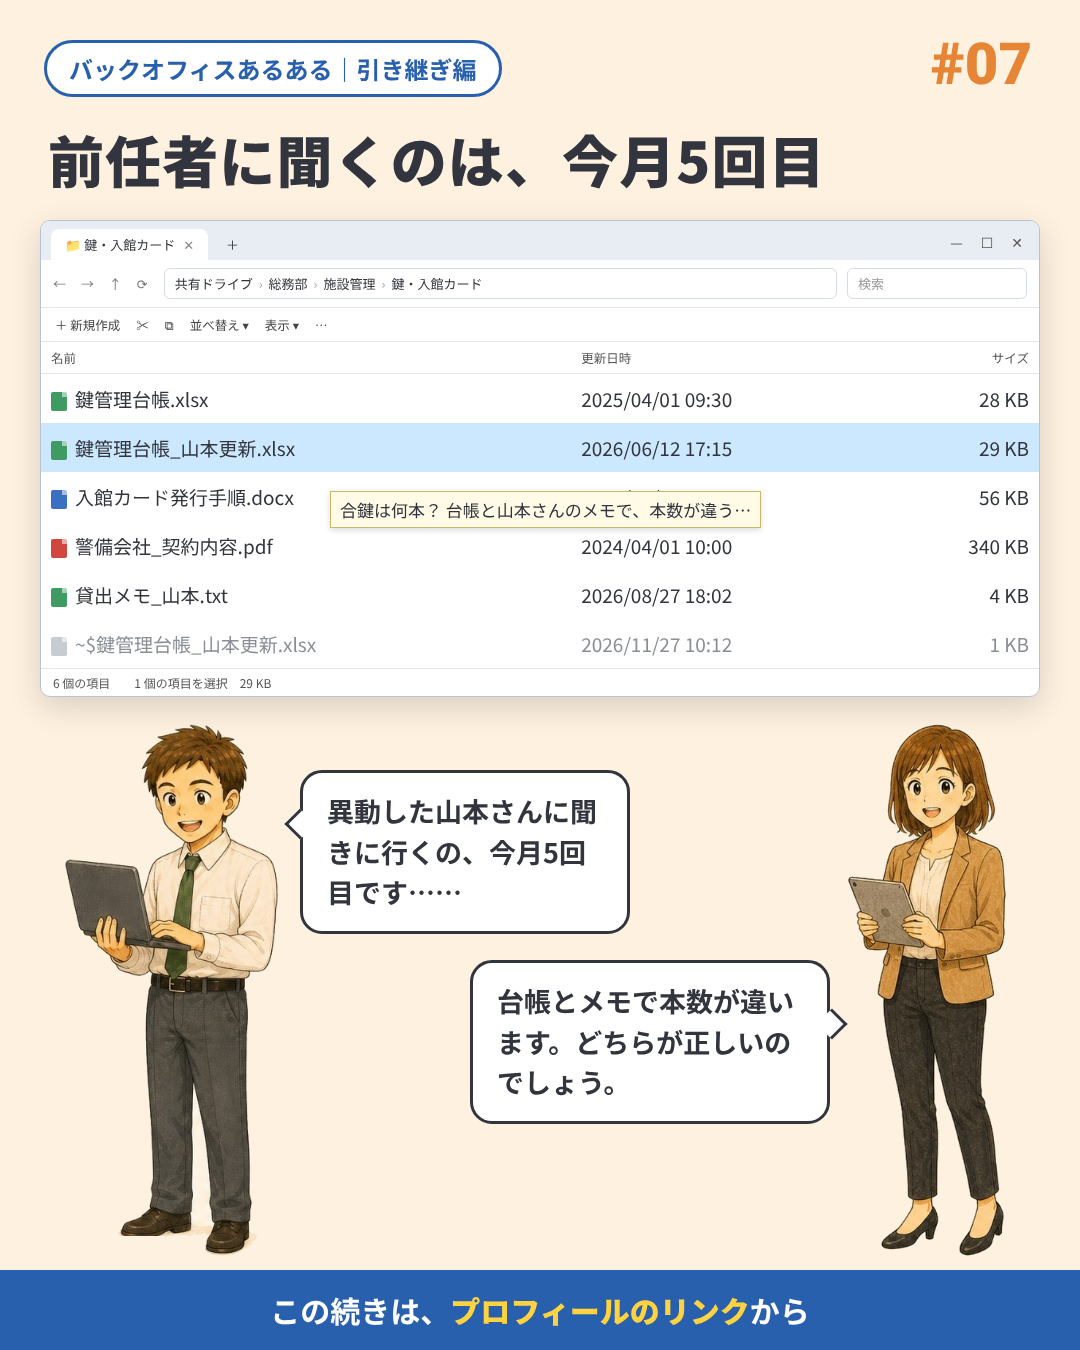 バックオフィスあるある｜引き継ぎ編
#07
前任者に聞くのは、今月5回目
鍵・入館カード ✕ ＋
共有ドライブ › 総務部 › 施設管理 › 鍵・入館カード 検索
＋ 新規作成 並べ替え ▾ 表示 ▾ …
名前 更新日時 サイズ
鍵管理台帳.xlsx 2025/04/01 09:30 28 KB
鍵管理台帳_山本更新.xlsx 2026/06/12 17:15 29 KB
入館カード発行手順.docx 56 KB
合鍵は何本？ 台帳と山本さんのメモで、本数が違う…
警備会社_契約内容.pdf 2024/04/01 10:00 340 KB
貸出メモ_山本.txt 2026/08/27 18:02 4 KB
~$鍵管理台帳_山本更新.xlsx 2026/11/27 10:12 1 KB
6 個の項目 1 個の項目を選択 29 KB
異動した山本さんに聞
きに行くの、今月5回
目です……
台帳とメモで本数が違い
ます。どちらが正しいの
でしょう。
この続きは、プロフィールのリンクから